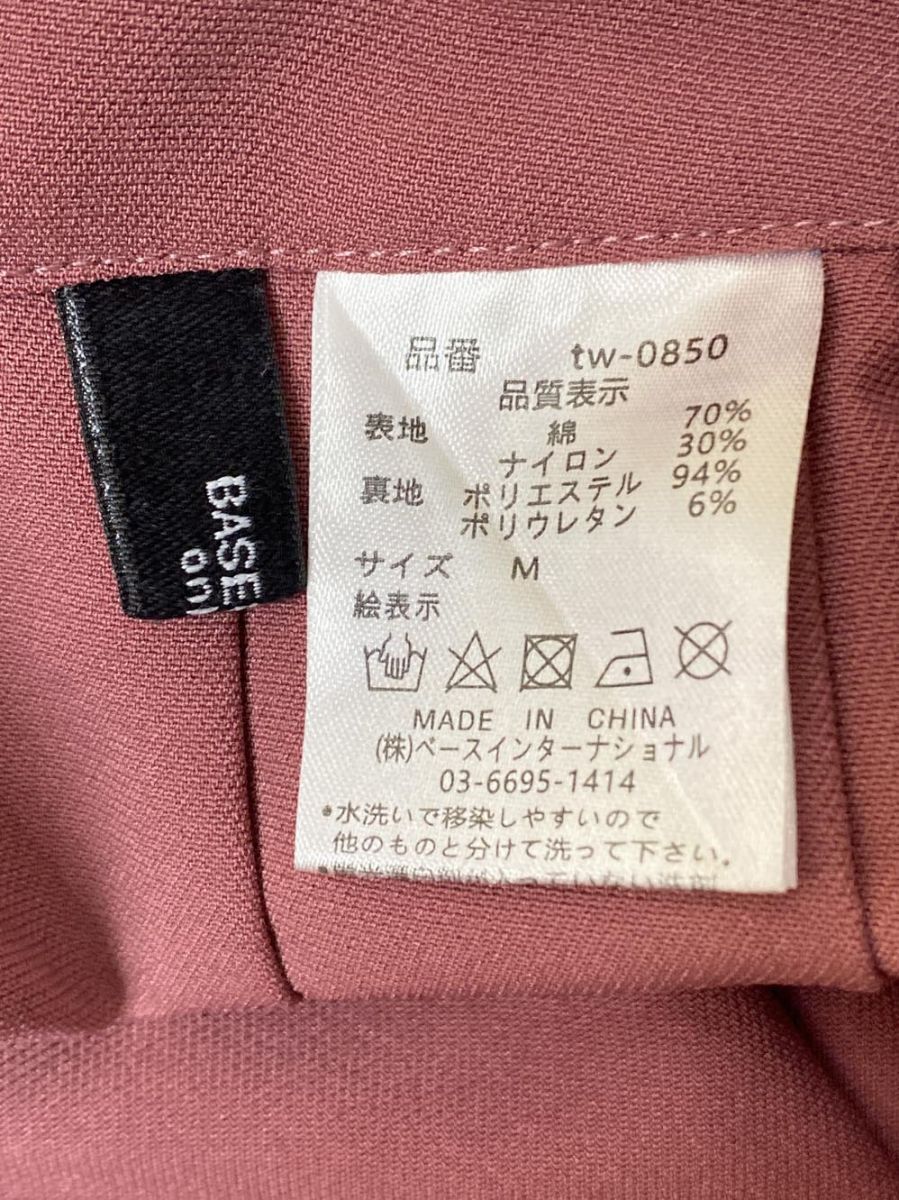 BASE
on
品番 tw-0850
品質表示
表地 綿 70%
ナイロン 30%
裏地 ポリエステル 94%
ポリウレタン 6%
サイズ M
絵表示
MADE IN CHINA
(株)ベースインターナショナル
03-6695-1414
*水洗いで移染しやすいので
他のものと分けて洗って下さい。